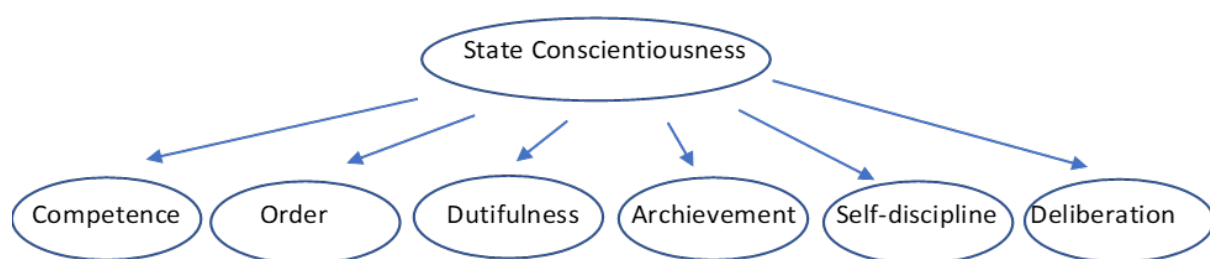 State Conscientiousness
Competence
Order
Dutifulness
Archievement
Self-discipline
Deliberation